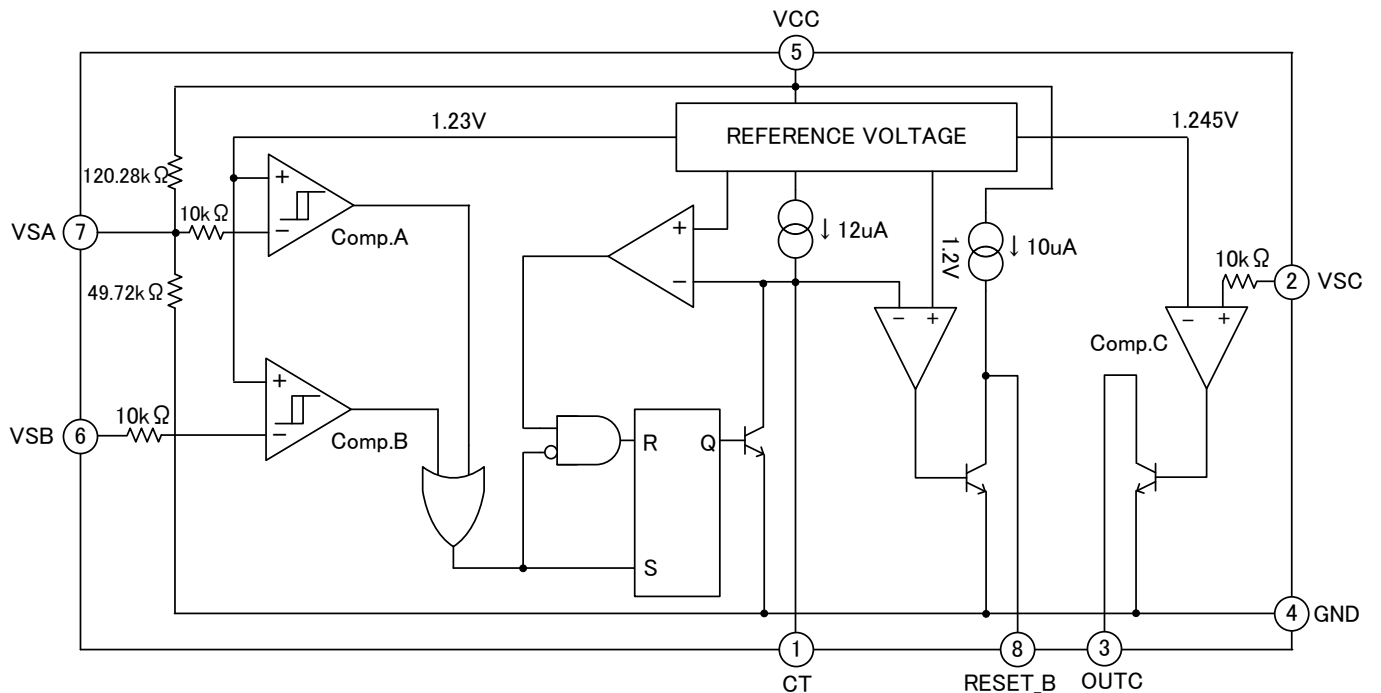 VCC
5
1.23V
REFERENCE VOLTAGE
1.245V
120.28kΩ
+
10kΩ
−
Comp.A
VSA
7
49.72kΩ
+
−
↓ 12uA
1.2V
↓ 10uA
10kΩ
2
VSC
−
+
−
+
Comp.C
VSB
6
10kΩ
+
−
Comp.B
R
Q
S
4
GND
1
CT
8
RESET_B
3
OUTC